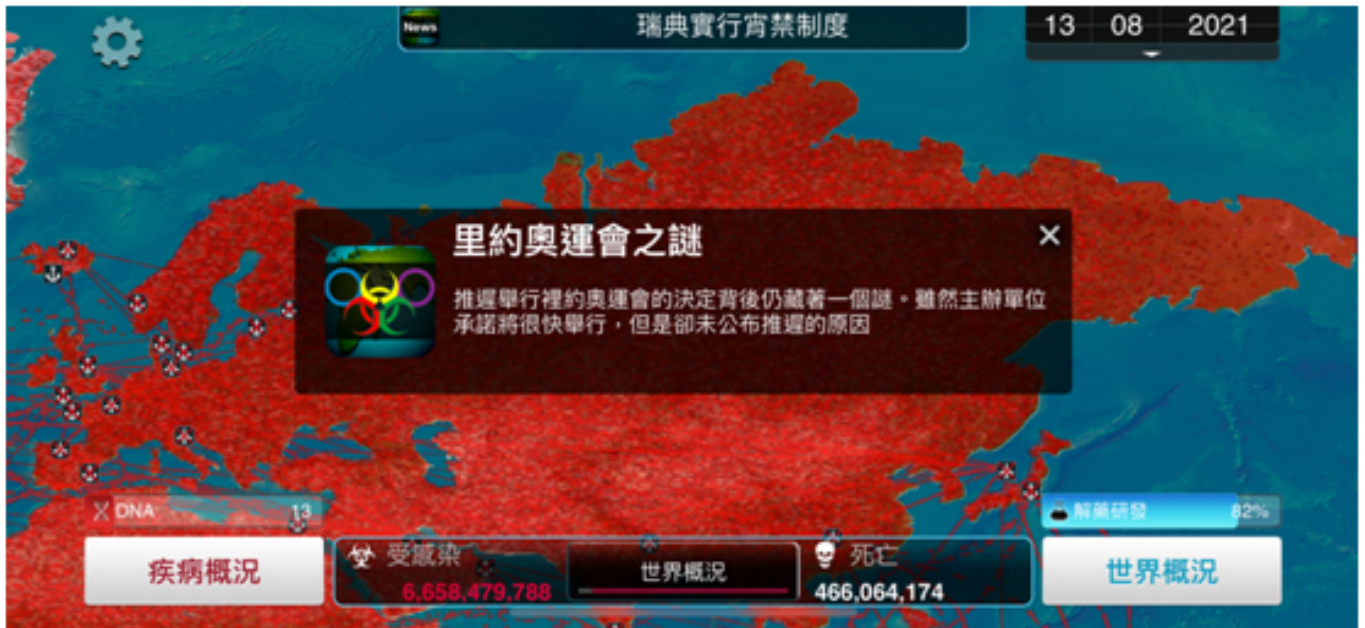 News
瑞典實行宵禁制度
13 08 2021
里約奧運會之謎
推遲舉行裡約奧運會的決定背後仍藏著一個謎。雖然主辦單位
承諾將很快舉行，但是卻未公布推遲的原因
DNA 13
解藥研發 82%
疾病概況
受感染
6,658,479,788
世界概況
死亡
466,064,174
世界概況